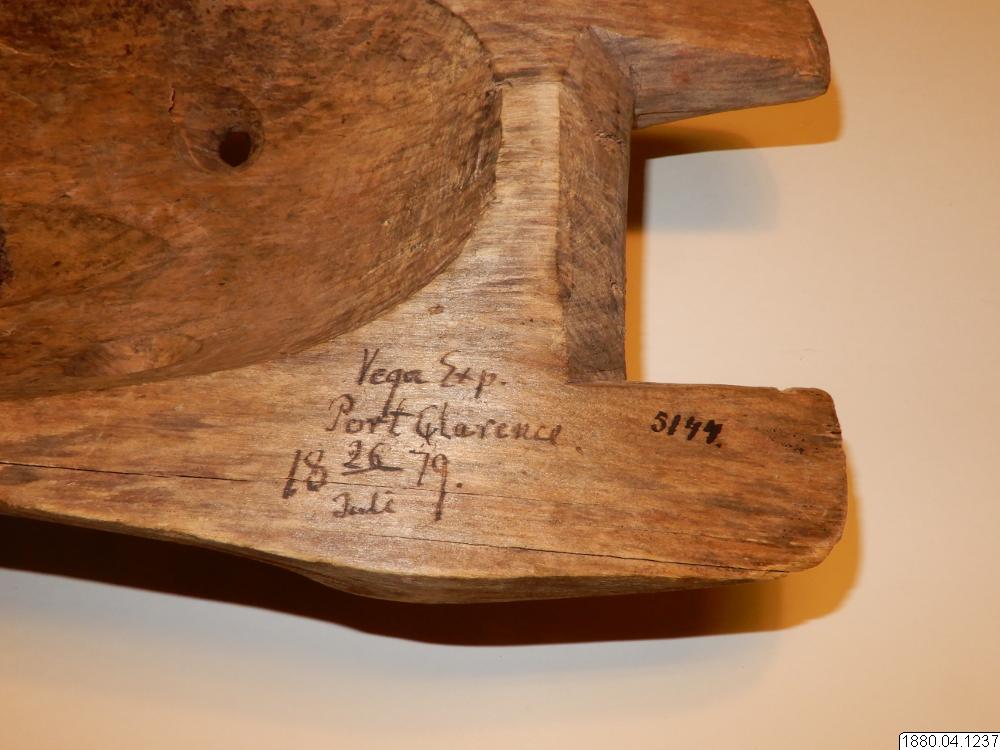 Vega Exp.
Port Clarence
18 26 79.
Juli
5144.
1880.04.1237